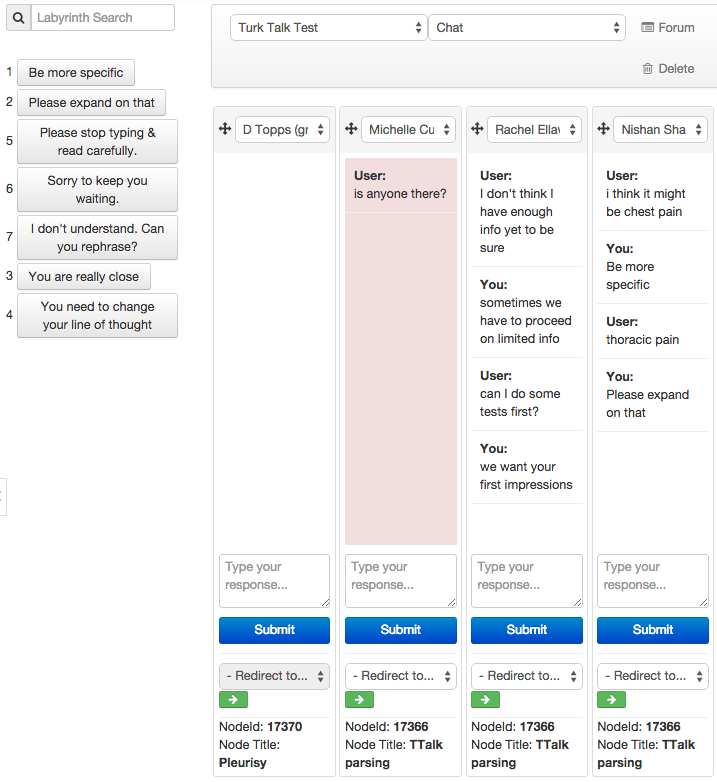 Labyrinth Search
1 Be more specific
2 Please expand on that
5 Please stop typing &
read carefully.
6 Sorry to keep you
waiting.
7 I don't understand. Can
you rephrase?
3 You are really close
4 You need to change
your line of thought
Turk Talk Test
Chat
Forum
Delete
D Topps (gr
User:
is anyone there?
Michelle Cu
Rachel Ella
User:
I don't think I
have enough
info yet to be
sure
You:
sometimes we
have to proceed
on limited info
User:
can I do some
tests first?
You:
we want your
first impressions
Nishan Sha
User:
i think it might
be chest pain
You:
Be more
specific
User:
thoracic pain
You:
Please expand
on that
Type your
response...
Type your
response...
Type your
response...
Type your
response...
Submit
Submit
Submit
Submit
- Redirect to...
- Redirect to...
- Redirect to...
- Redirect to...
NodeId: 17370
Node Title:
Pleurisy
NodeId: 17366
Node Title: TTalk
parsing
NodeId: 17366
Node Title: TTalk
parsing
NodeId: 17366
Node Title: TTalk
parsing